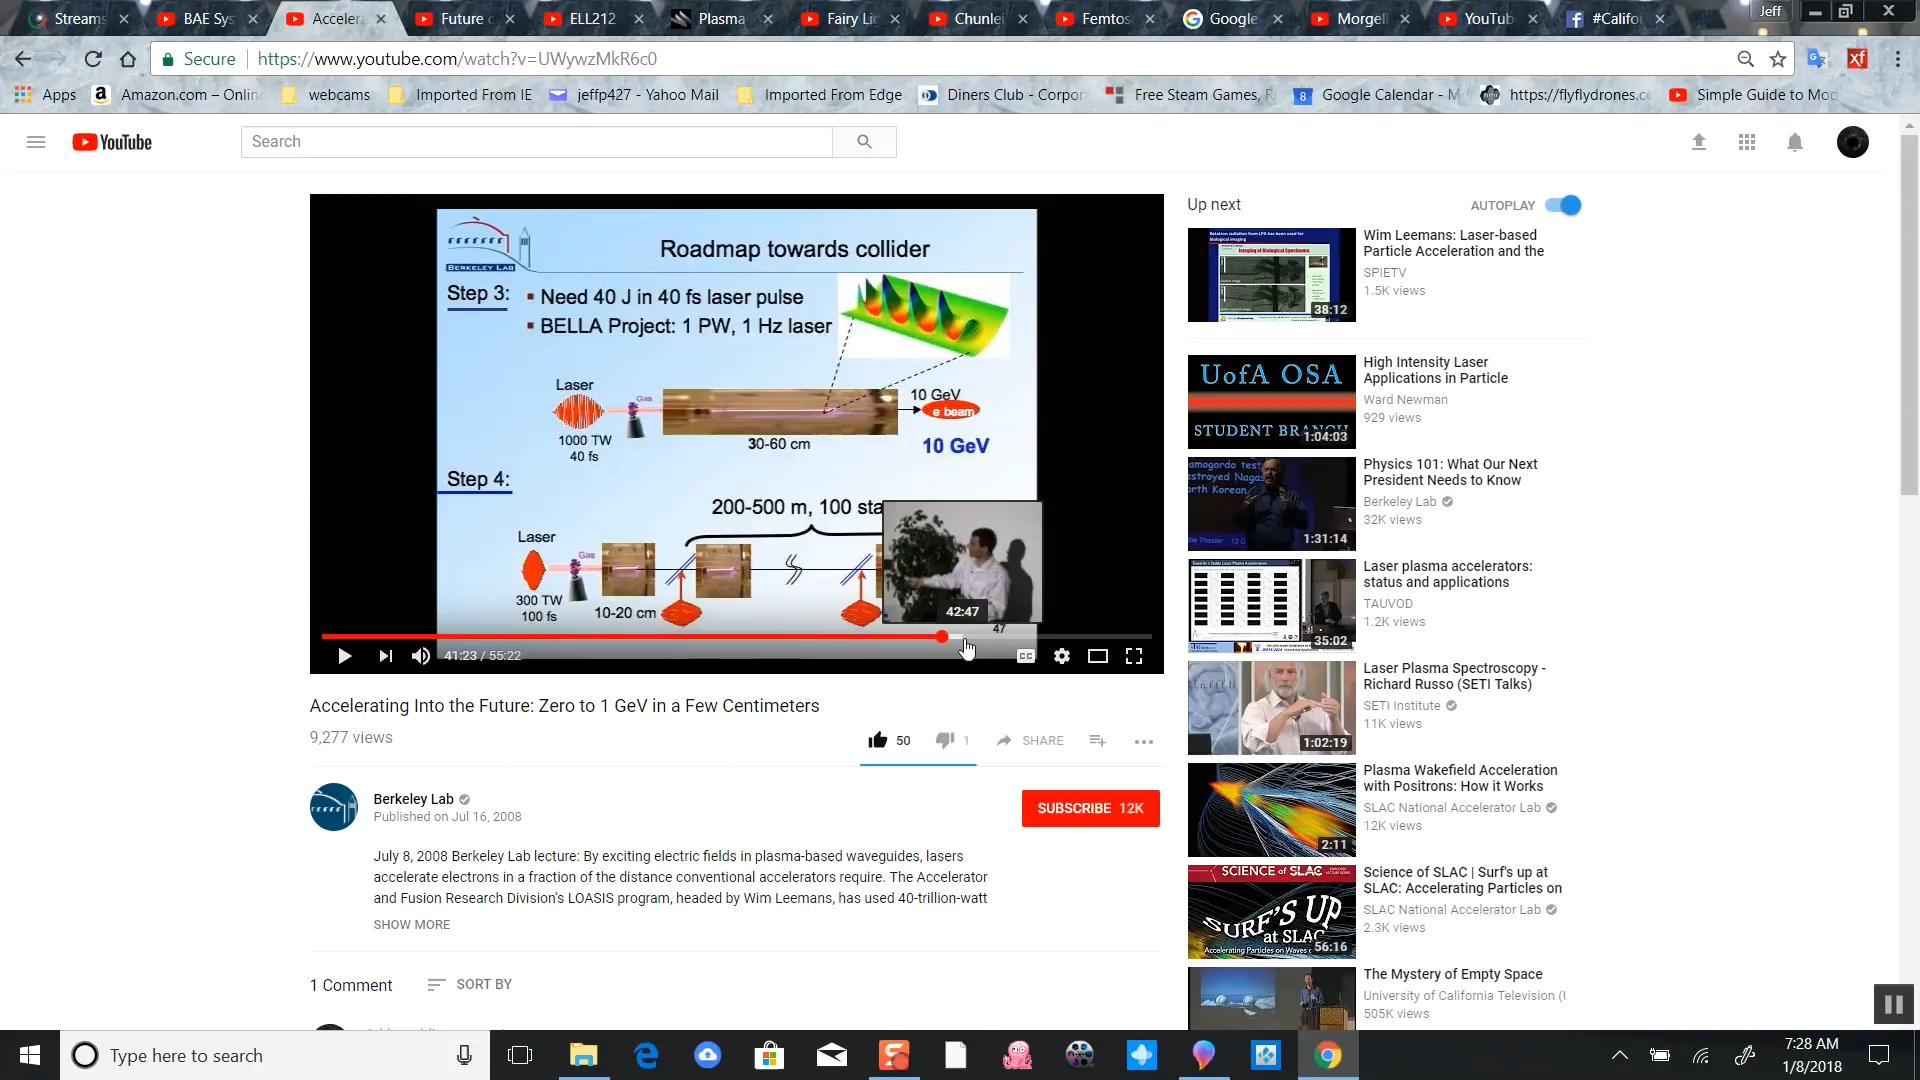 Streams
BAE Sys
Acceler
Future
ELL212
Plasma
Fairy Li
Chunlei
Femtos
Google
Morgell
YouTub
#Califo
Jeff
Secure
https://www.youtube.com/watch?v=UWywzMkR6c0
Apps
Amazon.com – Onlin
webcams
Imported From IE
jeffp427 - Yahoo Mail
Imported From Edge
Diners Club - Corpora
Free Steam Games, R
Google Calendar - M
https://flyflydrones.c
Simple Guide to Mod
YouTube
Search
BERKELEY LAB
Roadmap towards collider
Step 3:
▪ Need 40 J in 40 fs laser pulse
▪ BELLA Project: 1 PW, 1 Hz laser
Laser
Gas
1000 TW
40 fs
30-60 cm
10 GeV
e⁻ beam
10 GeV
Step 4:
200-500 m, 100 sta
Laser
Gas
300 TW
100 fs
10-20 cm
42:47
47
41:23 / 55:22
CC
Accelerating Into the Future: Zero to 1 GeV in a Few Centimeters
9,277 views
50
1
SHARE
Berkeley Lab
Published on Jul 16, 2008
SUBSCRIBE 12K
July 8, 2008 Berkeley Lab lecture: By exciting electric fields in plasma-based waveguides, lasers
accelerate electrons in a fraction of the distance conventional accelerators require. The Accelerator
and Fusion Research Division's LOASIS program, headed by Wim Leemans, has used 40-trillion-watt
SHOW MORE
1 Comment
SORT BY
Up next
AUTOPLAY
38:12
Wim Leemans: Laser-based
Particle Acceleration and the
SPIETV
1.5K views
UofA OSA
STUDENT BRANCH
1:04:03
High Intensity Laser
Applications in Particle
Ward Newman
929 views
1:31:14
Physics 101: What Our Next
President Needs to Know
Berkeley Lab
32K views
35:02
Laser plasma accelerators:
status and applications
TAUVOD
1.2K views
1:02:19
Laser Plasma Spectroscopy -
Richard Russo (SETI Talks)
SETI Institute
11K views
2:11
Plasma Wakefield Acceleration
with Positrons: How it Works
SLAC National Accelerator Lab
12K views
SCIENCE of SLAC
SURF'S UP
at SLAC
Accelerating Particles on Waves
56:16
Science of SLAC | Surf's up at
SLAC: Accelerating Particles on
SLAC National Accelerator Lab
2.3K views
The Mystery of Empty Space
University of California Television (U
505K views
Type here to search
7:28 AM
1/8/2018